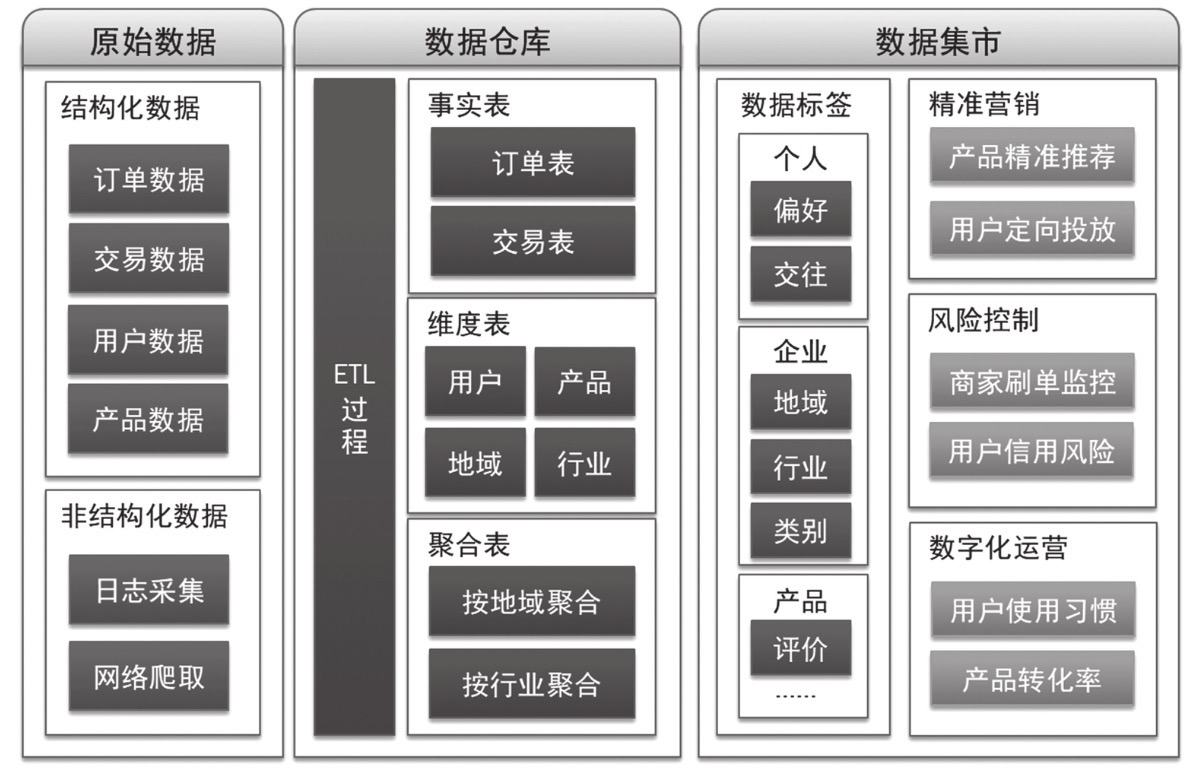 原始数据
结构化数据
订单数据
交易数据
用户数据
产品数据
非结构化数据
日志采集
网络爬取
数据仓库
ETL
过
程
事实表
订单表
交易表
维度表
用户
产品
地域
行业
聚合表
按地域聚合
按行业聚合
数据集市
数据标签
个人
偏好
交往
企业
地域
行业
类别
产品
评价
……
精准营销
产品精准推荐
用户定向投放
风险控制
商家刷单监控
用户信用风险
数字化运营
用户使用习惯
产品转化率